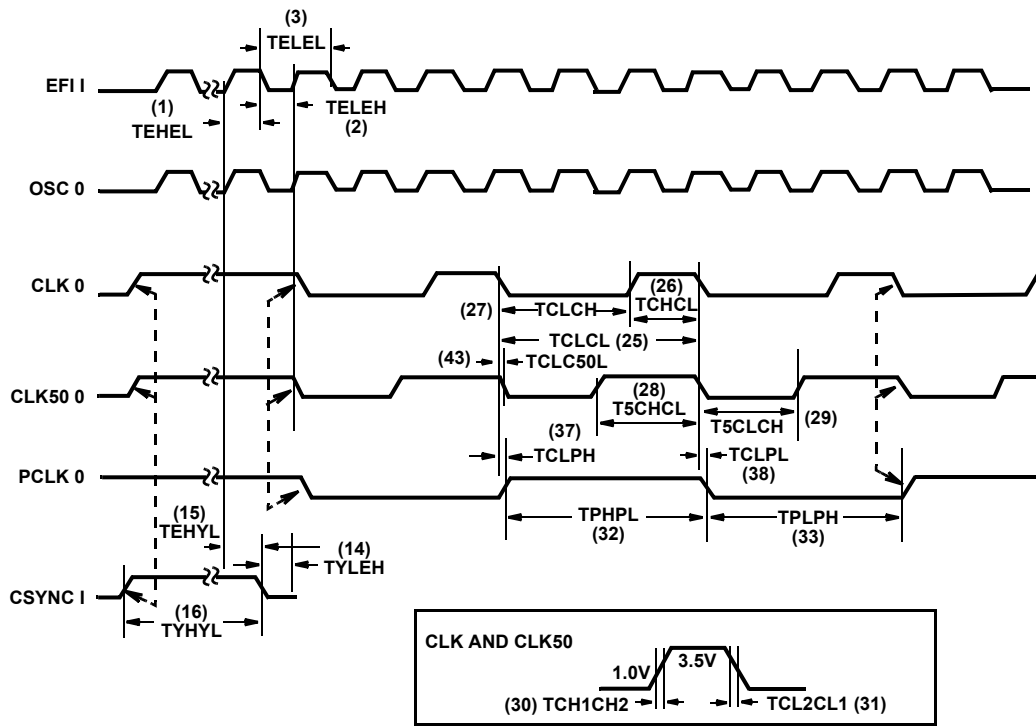 (3)
TELEL
EFI I
(1)
TEHEL
TELEH
(2)
OSC 0
CLK 0
(27)
TCLCH
(26)
TCHCL
TCLCL (25)
(43)
TCLC50L
CLK50 0
(28)
T5CHCL
T5CLCH
(29)
(37)
TCLPH
TCLPL
(38)
PCLK 0
TPHPL
(32)
TPLPH
(33)
(15)
TEHYL
(14)
TYLEH
CSYNC I
(16)
TYHYL
CLK AND CLK50
1.0V
3.5V
(30) TCH1CH2
TCL2CL1 (31)